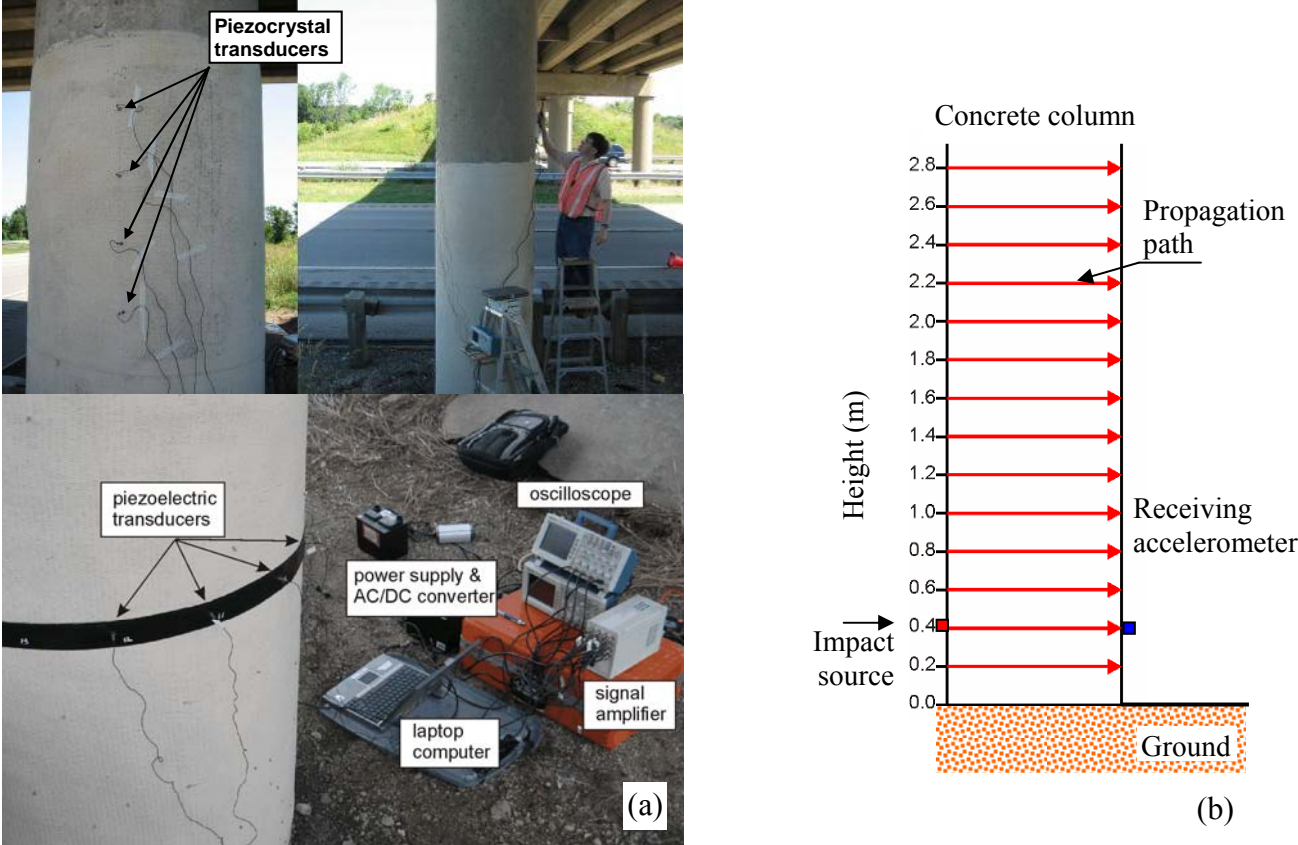 Piezocrystal
transducers
piezoelectric
transducers
oscilloscope
power supply &
AC/DC converter
signal
amplifier
laptop
computer
(a)
Concrete column
Height (m)
2.8
2.6
2.4
2.2
2.0
1.8
1.6
1.4
1.2
1.0
0.8
0.6
0.4
0.2
0.0
Propagation
path
Receiving
accelerometer
Impact
source
Ground
(b)